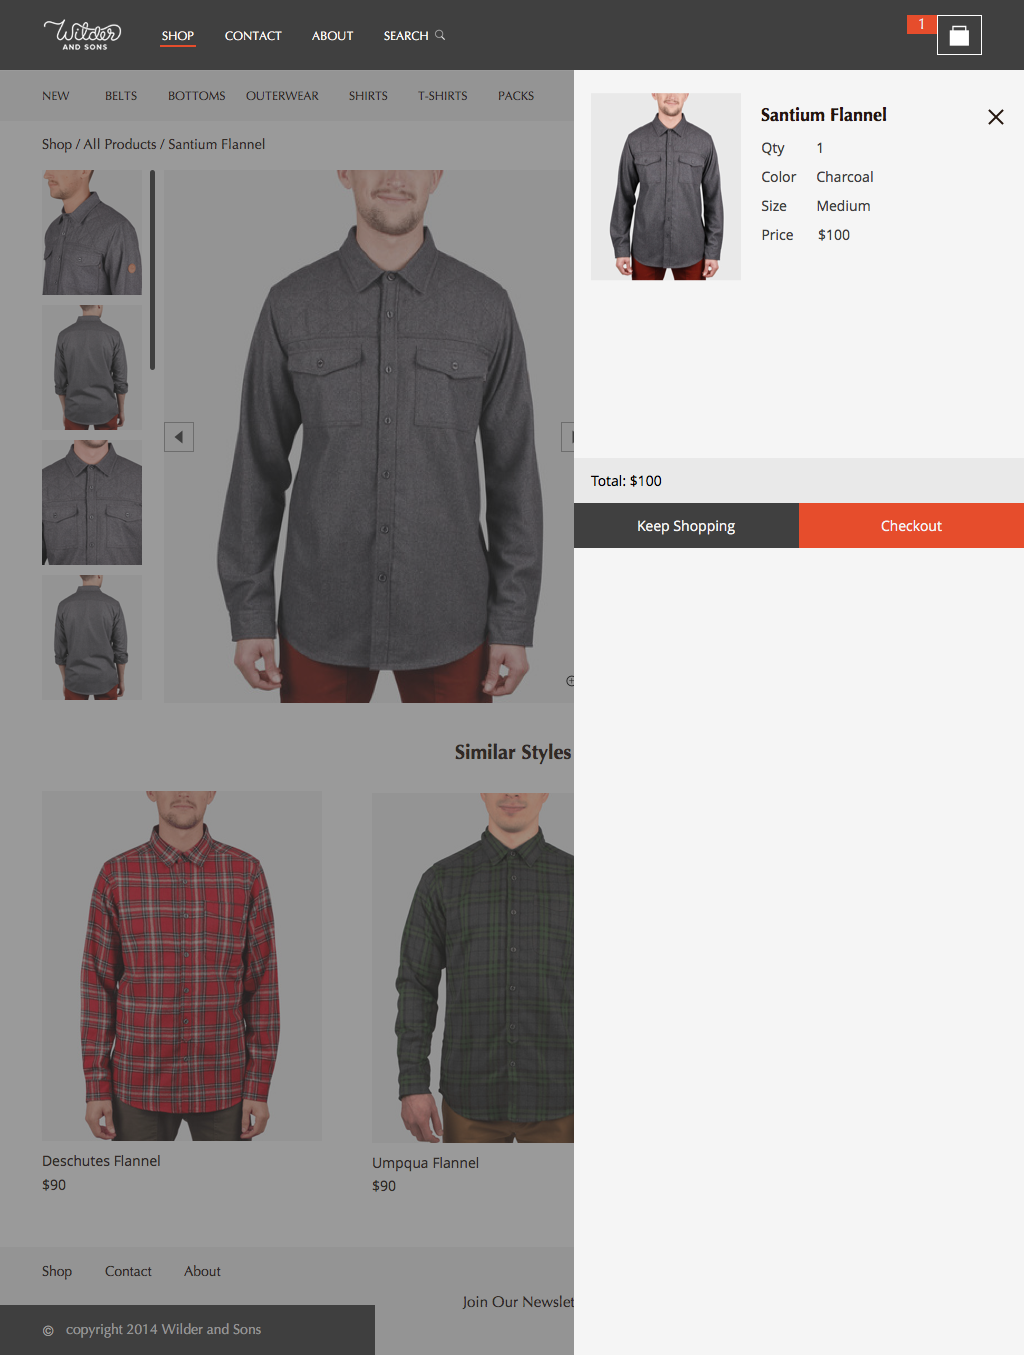 Wilder
AND SONS
SHOP
CONTACT
ABOUT
SEARCH
1
NEW
BELTS
BOTTOMS
OUTERWEAR
SHIRTS
T-SHIRTS
PACKS
Shop / All Products / Santium Flannel
Santium Flannel
Qty 1
Color Charcoal
Size Medium
Price $100
Total: $100
Keep Shopping
Checkout
Similar Styles
Deschutes Flannel
$90
Umpqua Flannel
$90
Shop
Contact
About
Join Our Newslet
© copyright 2014 Wilder and Sons